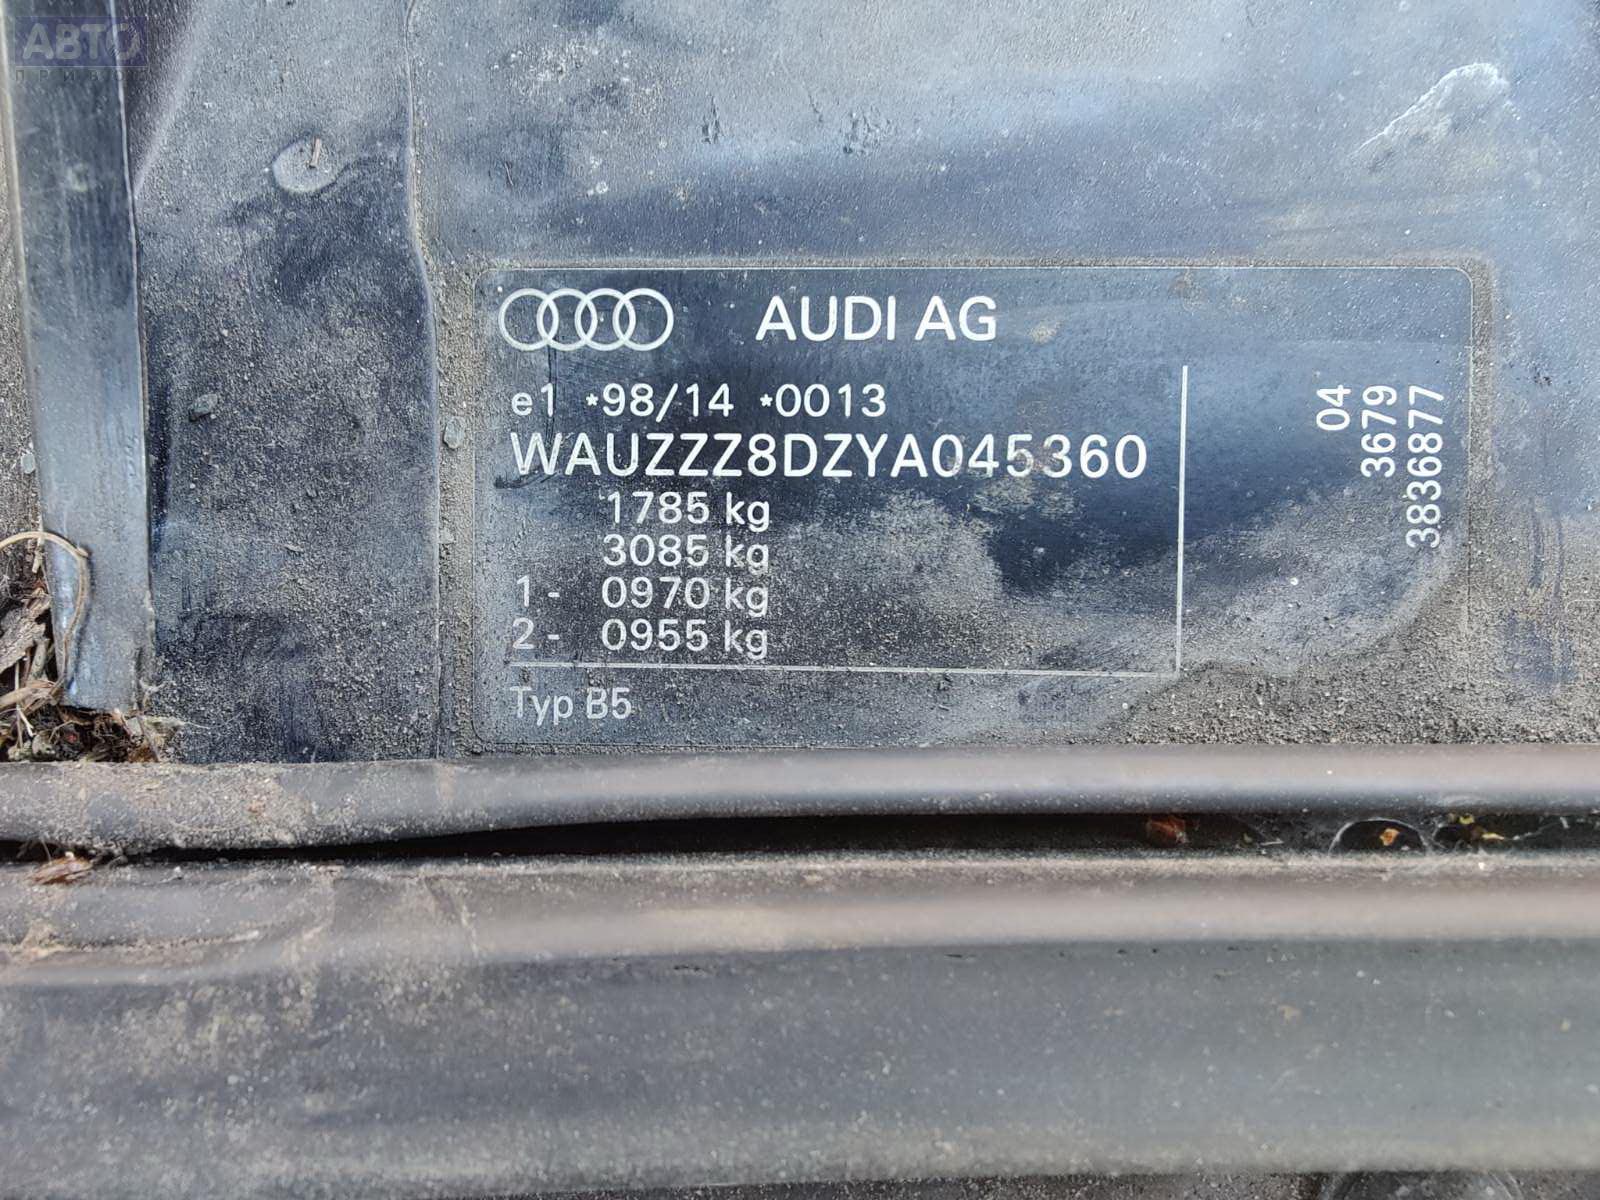 АВТО
ПРИВОЗ
AUDI AG
e1 *98/14 *0013
WAUZZZ8DZYA045360
1785 kg
3085 kg
1- 0970 kg
2- 0955 kg
Typ B5
04
3679
3836877